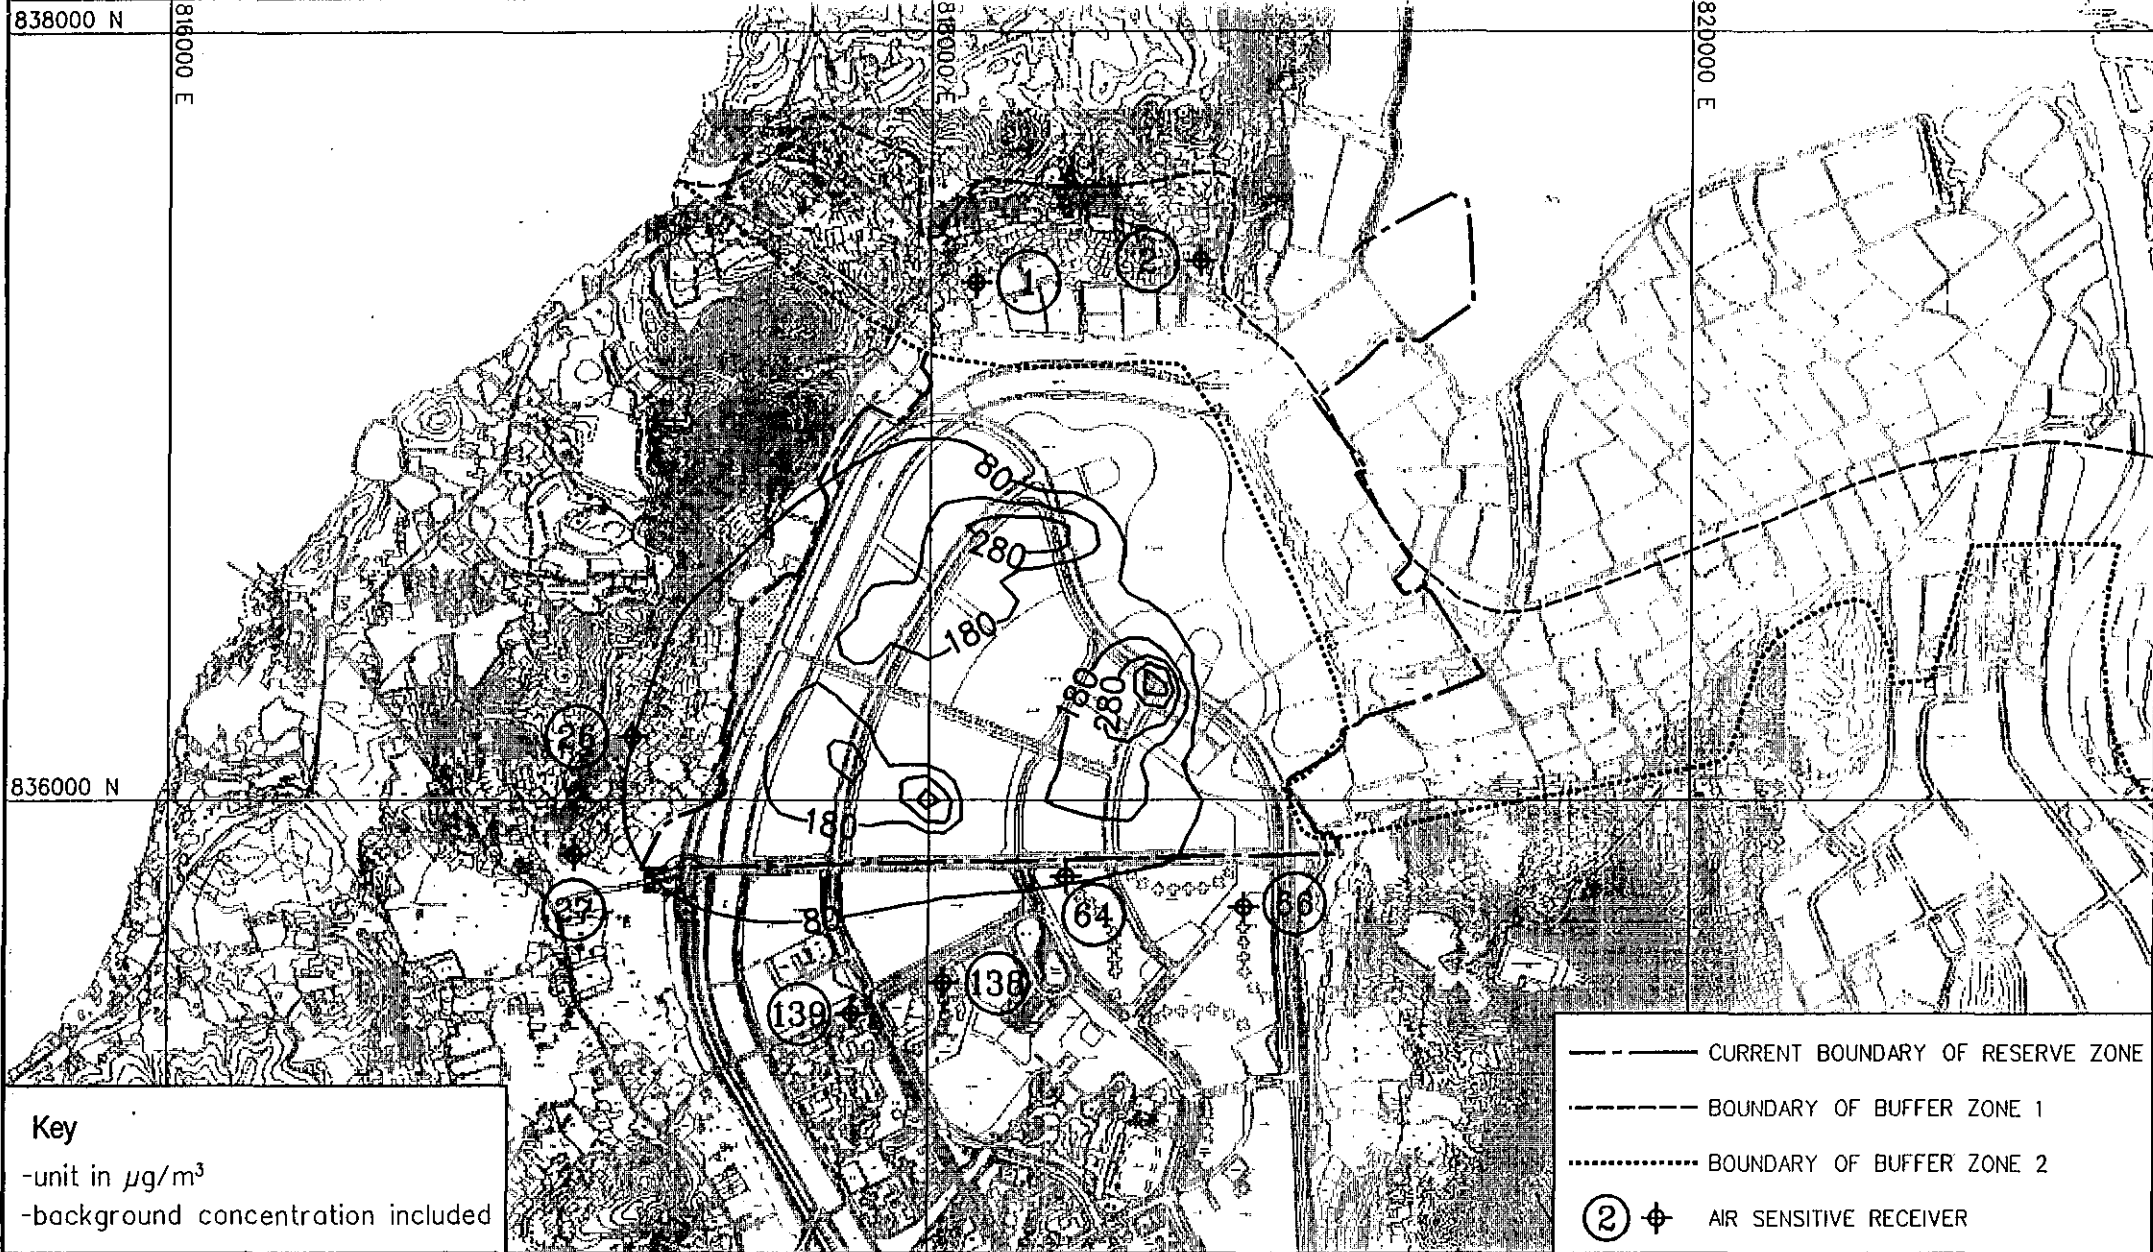 838000 N
816000 E
818000 E
820000 E
2
1
80
280
180
180
280
25
836000 N
180
27
80
64
66
138
139
CURRENT BOUNDARY OF RESERVE ZONE
BOUNDARY OF BUFFER ZONE 1
BOUNDARY OF BUFFER ZONE 2
2 AIR SENSITIVE RECEIVER
Key
-unit in µg/m³
-background concentration included